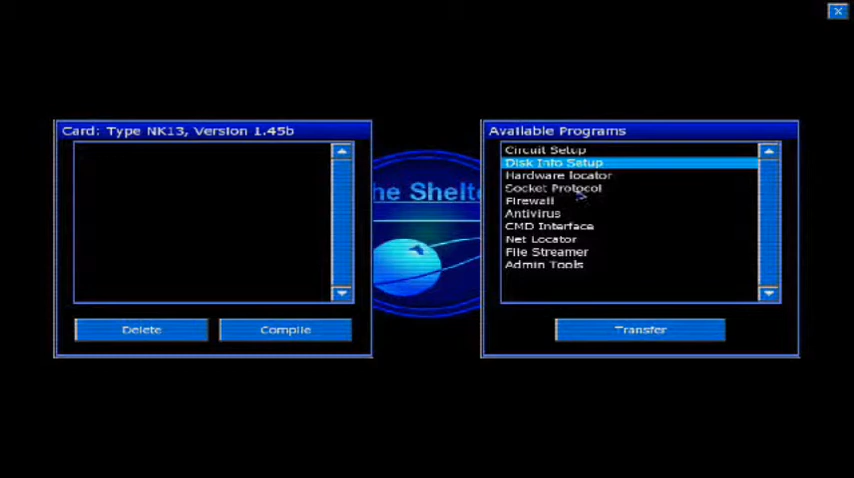 Card: Type NK13, Version 1.45b
Delete
Compile
he Shelte
Available Programs
Circuit Setup
Disk Info Setup
Hardware locator
Socket Protocol
Firewall
Antivirus
CMD Interface
Net Locator
File Streamer
Admin Tools
Transfer